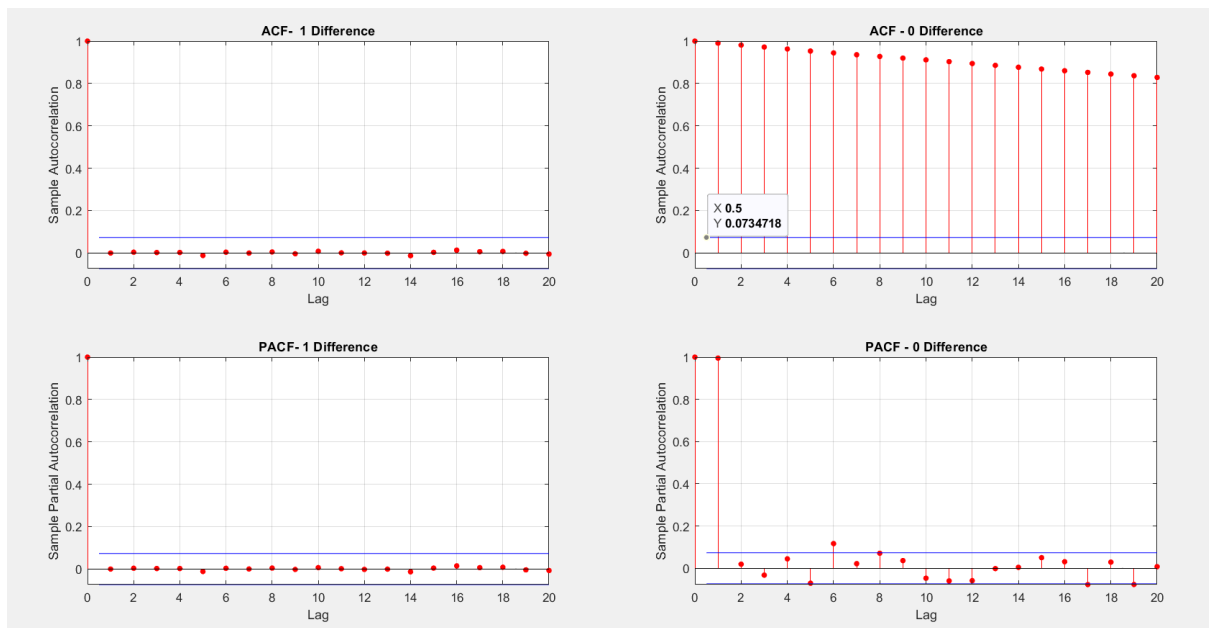 ACF- 1 Difference
1
0.8
0.6
0.4
0.2
0
Sample Autocorrelation
0 2 4 6 8 10 12 14 16 18 20
Lag
ACF - 0 Difference
1
0.8
0.6
0.4
0.2
0
Sample Autocorrelation
X 0.5
Y 0.0734718
0 2 4 6 8 10 12 14 16 18 20
Lag
PACF- 1 Difference
1
0.8
0.6
0.4
0.2
0
Sample Partial Autocorrelation
0 2 4 6 8 10 12 14 16 18 20
Lag
PACF - 0 Difference
1
0.8
0.6
0.4
0.2
0
Sample Partial Autocorrelation
0 2 4 6 8 10 12 14 16 18 20
Lag